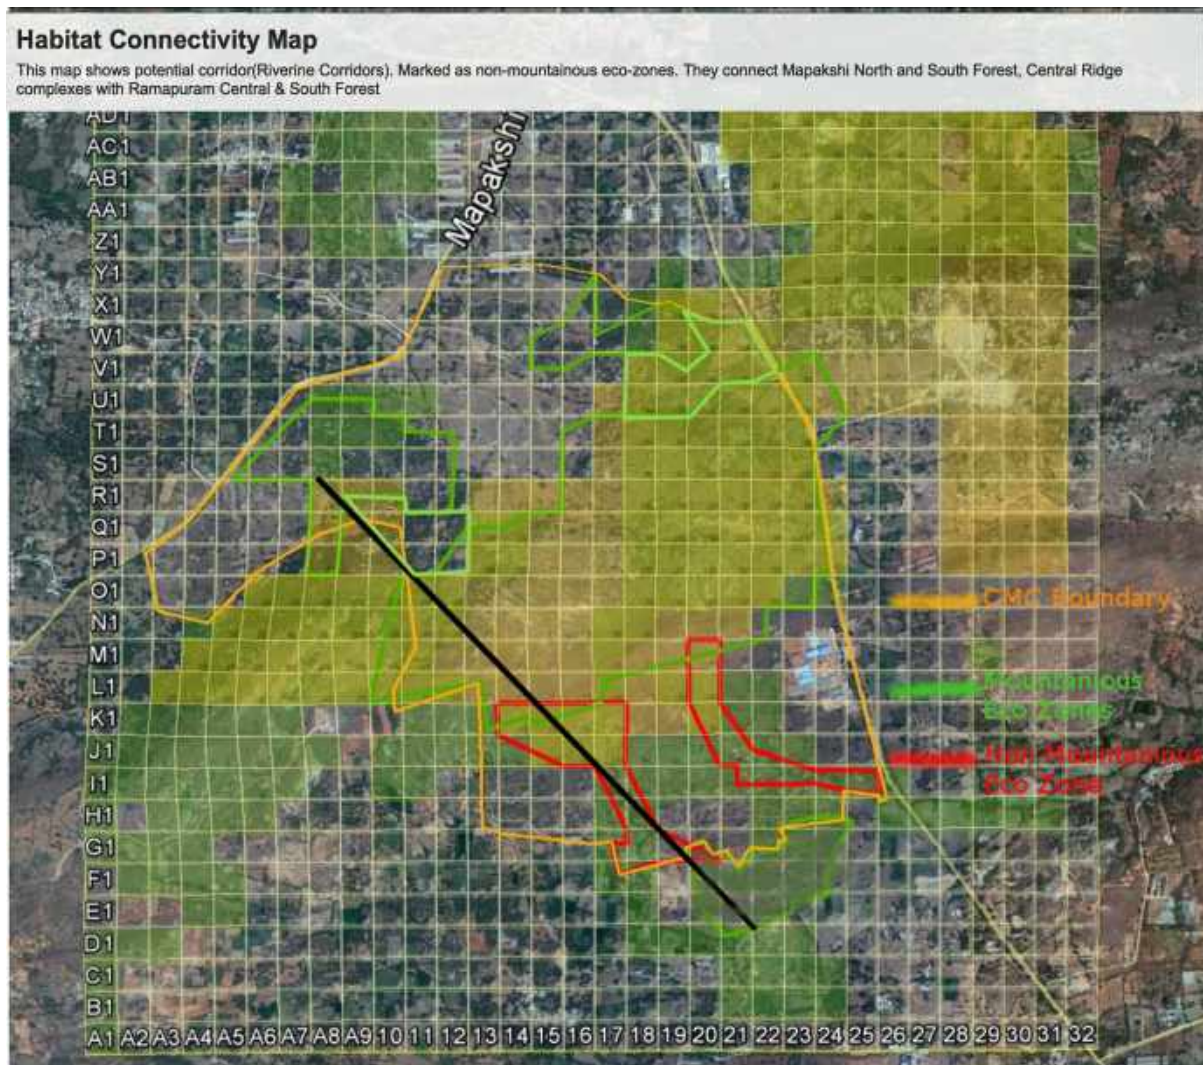 Habitat Connectivity Map
This map shows potential corridor(Riverine Corridors). Marked as non-mountainous eco-zones. They connect Mapakshi North and South Forest, Central Ridge
complexes with Ramapuram Central & South Forest
Mapakshi
AD1
AC1
AB1
AA1
Z1
Y1
X1
W1
V1
U1
T1
S1
R1
Q1
P1
O1
N1
M1
L1
K1
J1
I1
H1
G1
F1
E1
D1
C1
B1
A1 A2 A3 A4 A5 A6 A7 A8 A9 10 11 12 13 14 15 16 17 18 19 20 21 22 23 24 25 26 27 28 29 30 31 32
CMC Boundary
Mountanious
Eco Zones
Non-Mountanious
Eco Zone